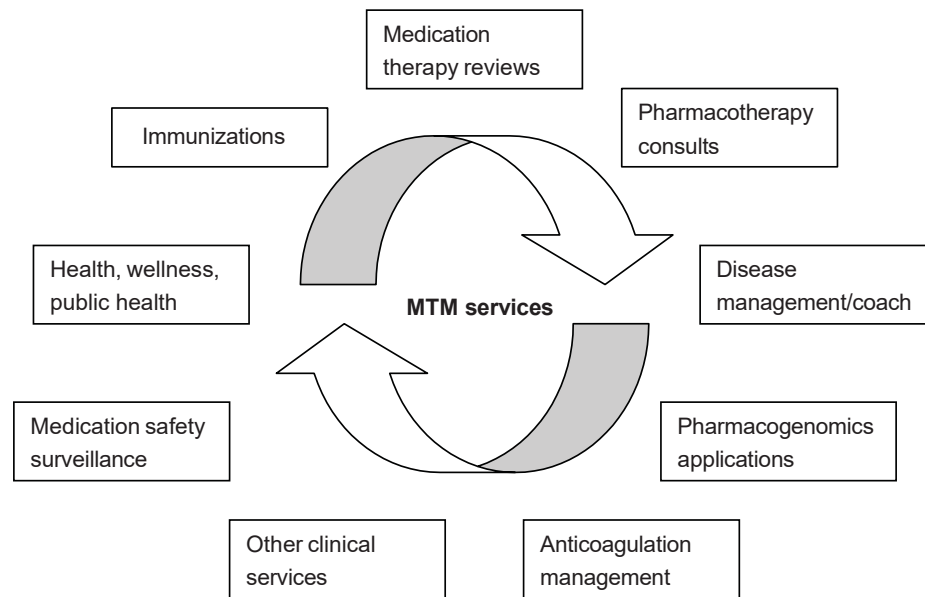 Medication
therapy reviews
Immunizations
Pharmacotherapy
consults
Health, wellness,
public health
MTM services
Disease
management/coach
Medication safety
surveillance
Pharmacogenomics
applications
Other clinical
services
Anticoagulation
management